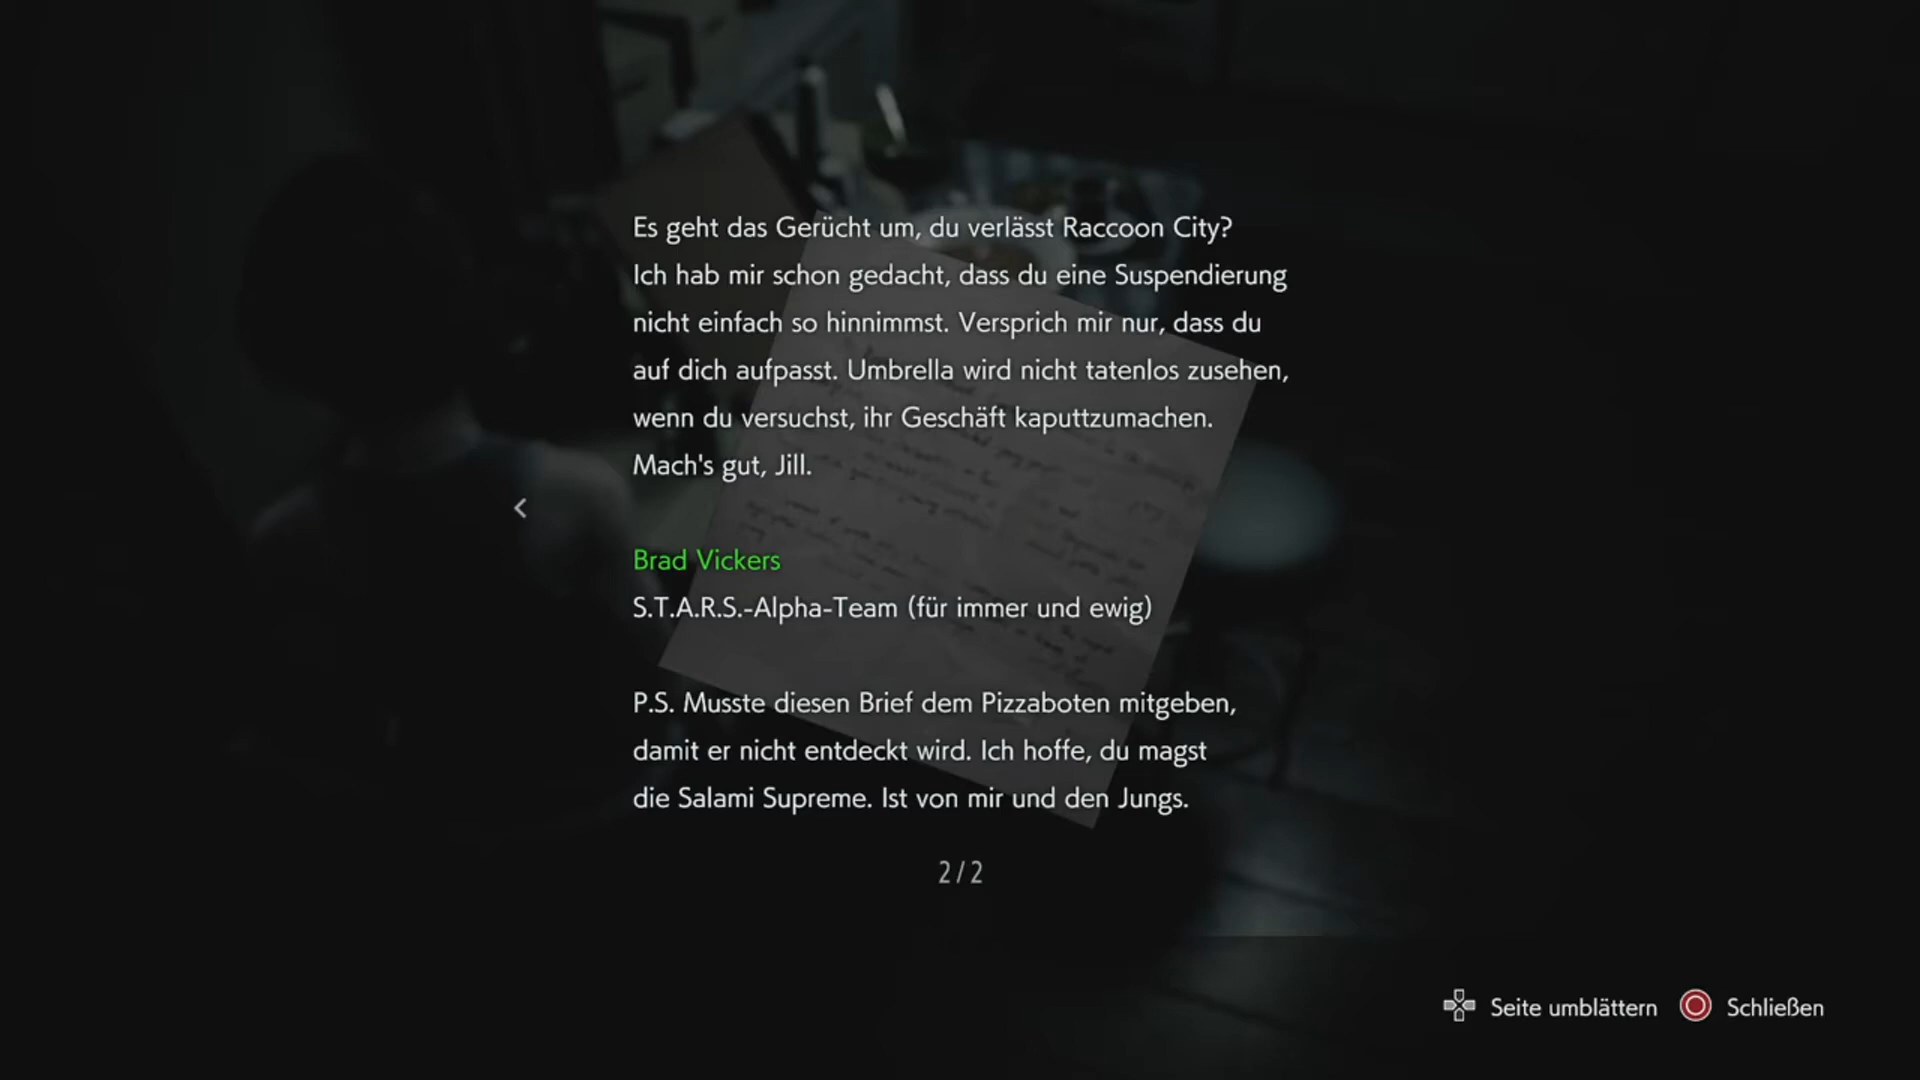 Es geht das Gerücht um, du verlässt Raccoon City?
Ich hab mir schon gedacht, dass du eine Suspendierung
nicht einfach so hinnimmst. Versprich mir nur, dass du
auf dich aufpasst. Umbrella wird nicht tatenlos zusehen,
wenn du versuchst, ihr Geschäft kaputtzumachen.
Mach's gut, Jill.
Brad Vickers
S.T.A.R.S.-Alpha-Team (für immer und ewig)
P.S. Musste diesen Brief dem Pizzaboten mitgeben,
damit er nicht entdeckt wird. Ich hoffe, du magst
die Salami Supreme. Ist von mir und den Jungs.
2/2
Seite umblättern
Schließen